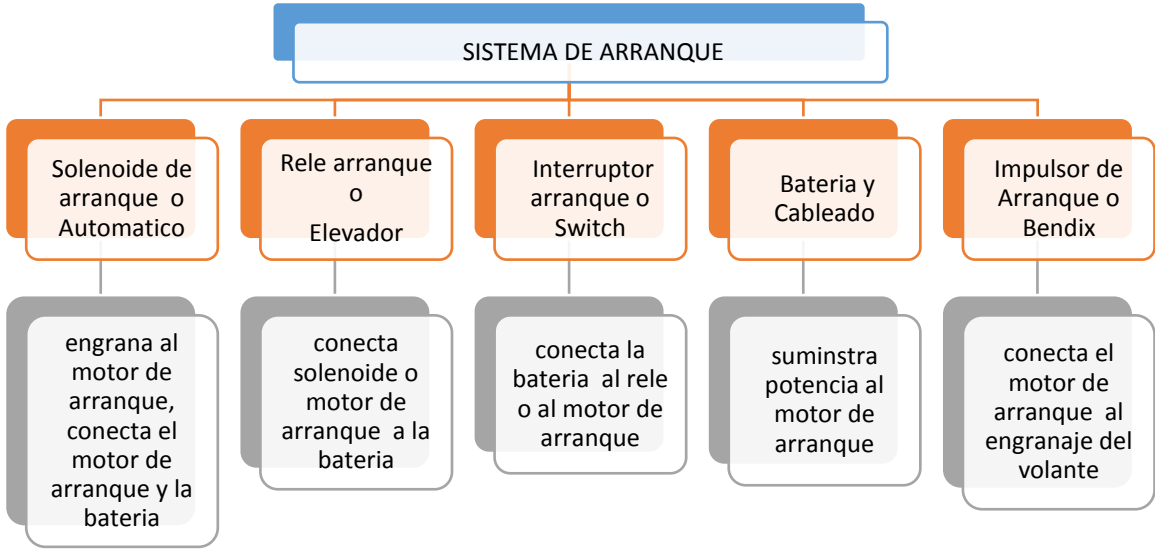 SISTEMA DE ARRANQUE
Solenoide de
arranque o
Automatico
Rele arranque
o
Elevador
Interruptor
arranque o
Switch
Bateria y
Cableado
Impulsor de
Arranque o
Bendix
engrana al
motor de
arranque,
conecta el
motor de
arranque y la
bateria
conecta
solenoide o
motor de
arranque a la
bateria
conecta la
bateria al rele
o al motor de
arranque
suminstra
potencia al
motor de
arranque
conecta el
motor de
arranque al
engranaje del
volante